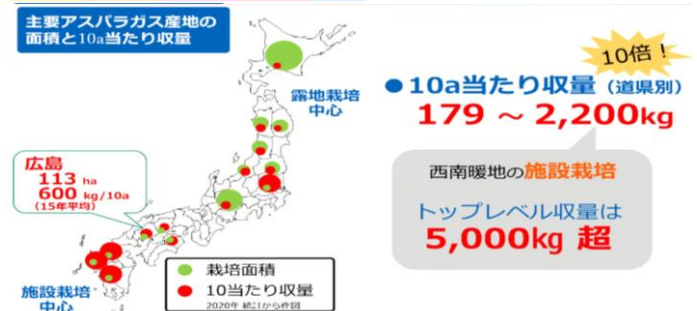 主要アスパラガス産地の
面積と10a当たり収量
露地栽培
中心
広島
113 ha
600 kg/10a
(15年平均)
施設栽培
中心
栽培面積
10当たり収量
2020年 統計から作図
10倍！
●10a当たり収量（道県別）
179 ～ 2,200kg
西南暖地の施設栽培
トップレベル収量は
5,000kg 超